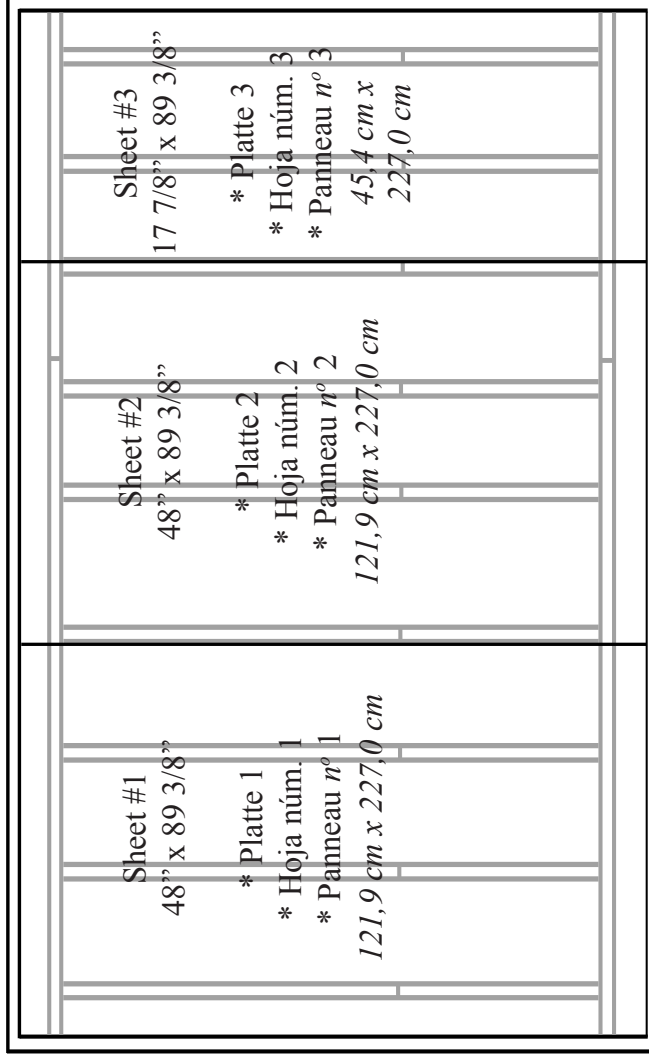 Sheet #1
48” x 89 3/8”
* Platte 1
* Hoja núm. 1
* Panneau nº 1
121,9 cm x 227,0 cm
Sheet #2
48” x 89 3/8”
* Platte 2
* Hoja núm. 2
* Panneau nº 2
121,9 cm x 227,0 cm
Sheet #3
17 7/8” x 89 3/8”
* Platte 3
* Hoja núm. 3
* Panneau nº 3
45,4 cm x
227,0 cm